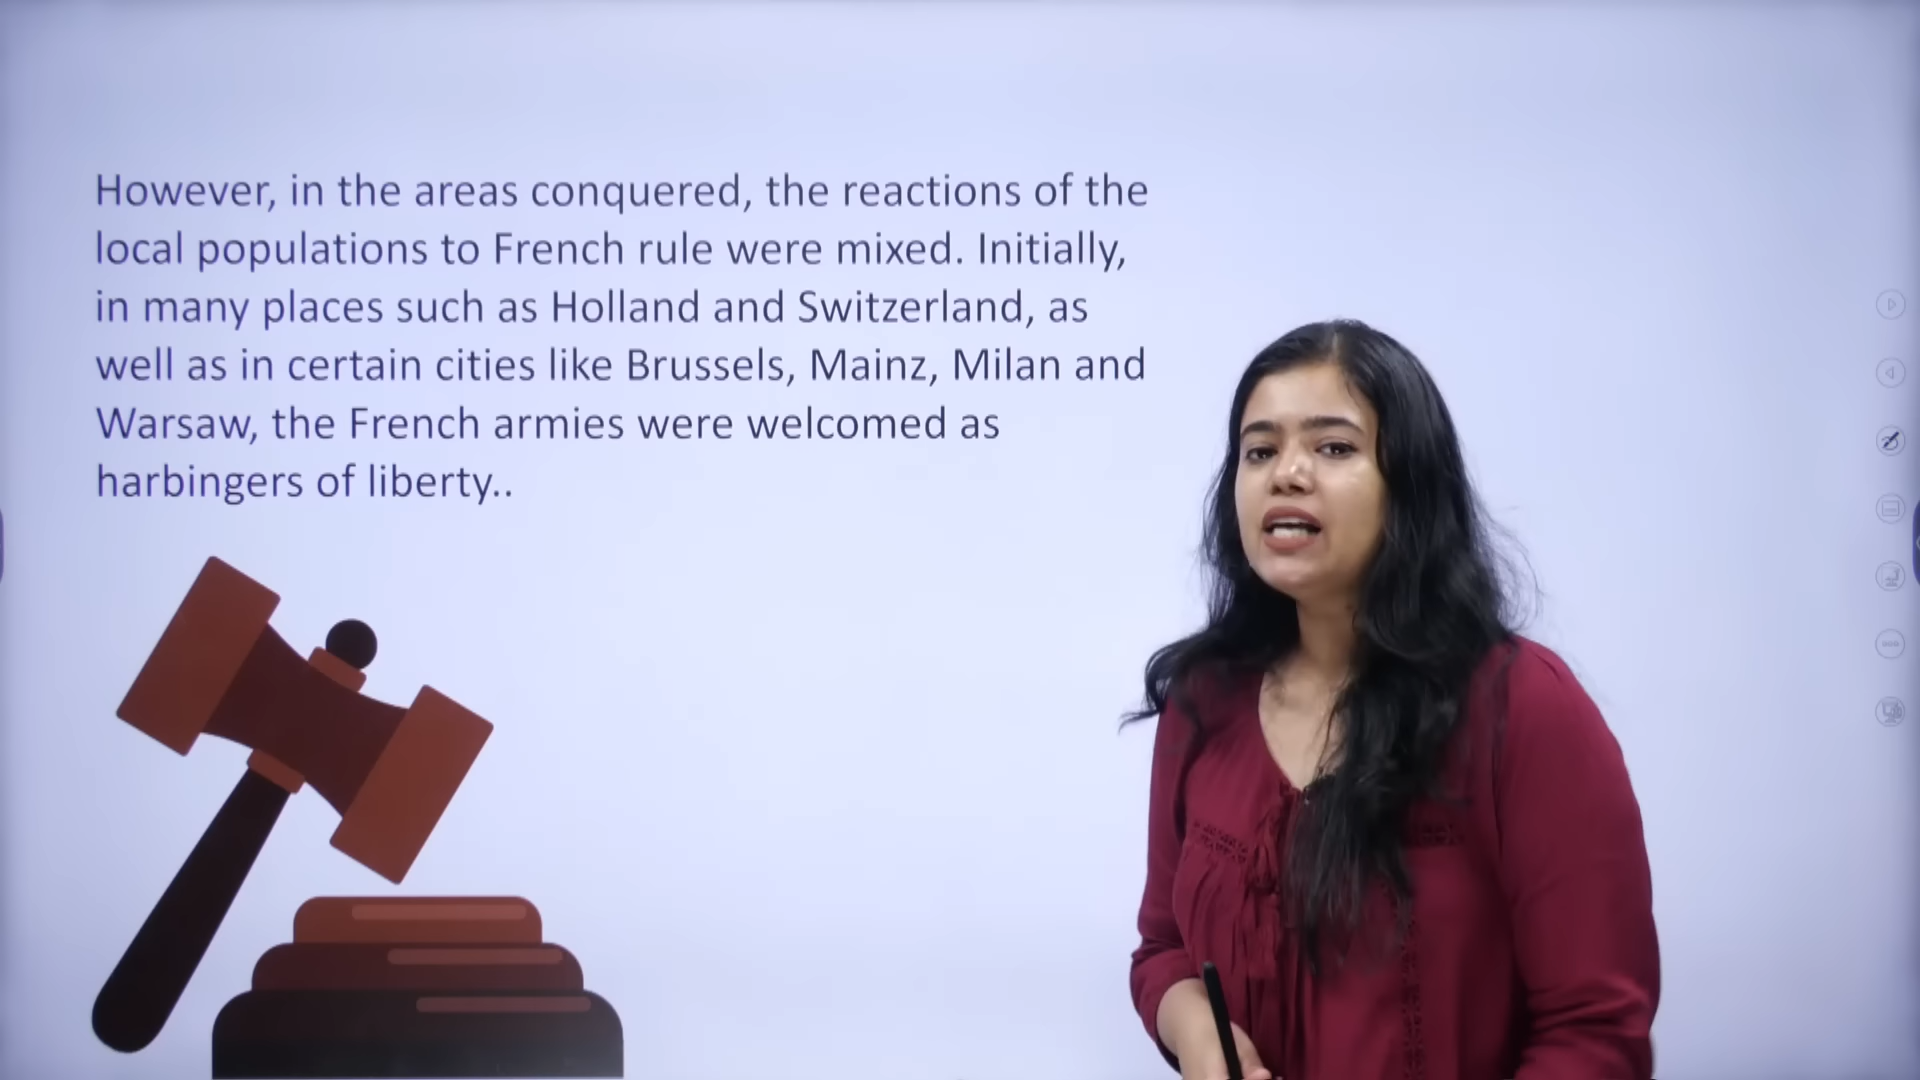 However, in the areas conquered, the reactions of the
local populations to French rule were mixed. Initially,
in many places such as Holland and Switzerland, as
well as in certain cities like Brussels, Mainz, Milan and
Warsaw, the French armies were welcomed as
harbingers of liberty..